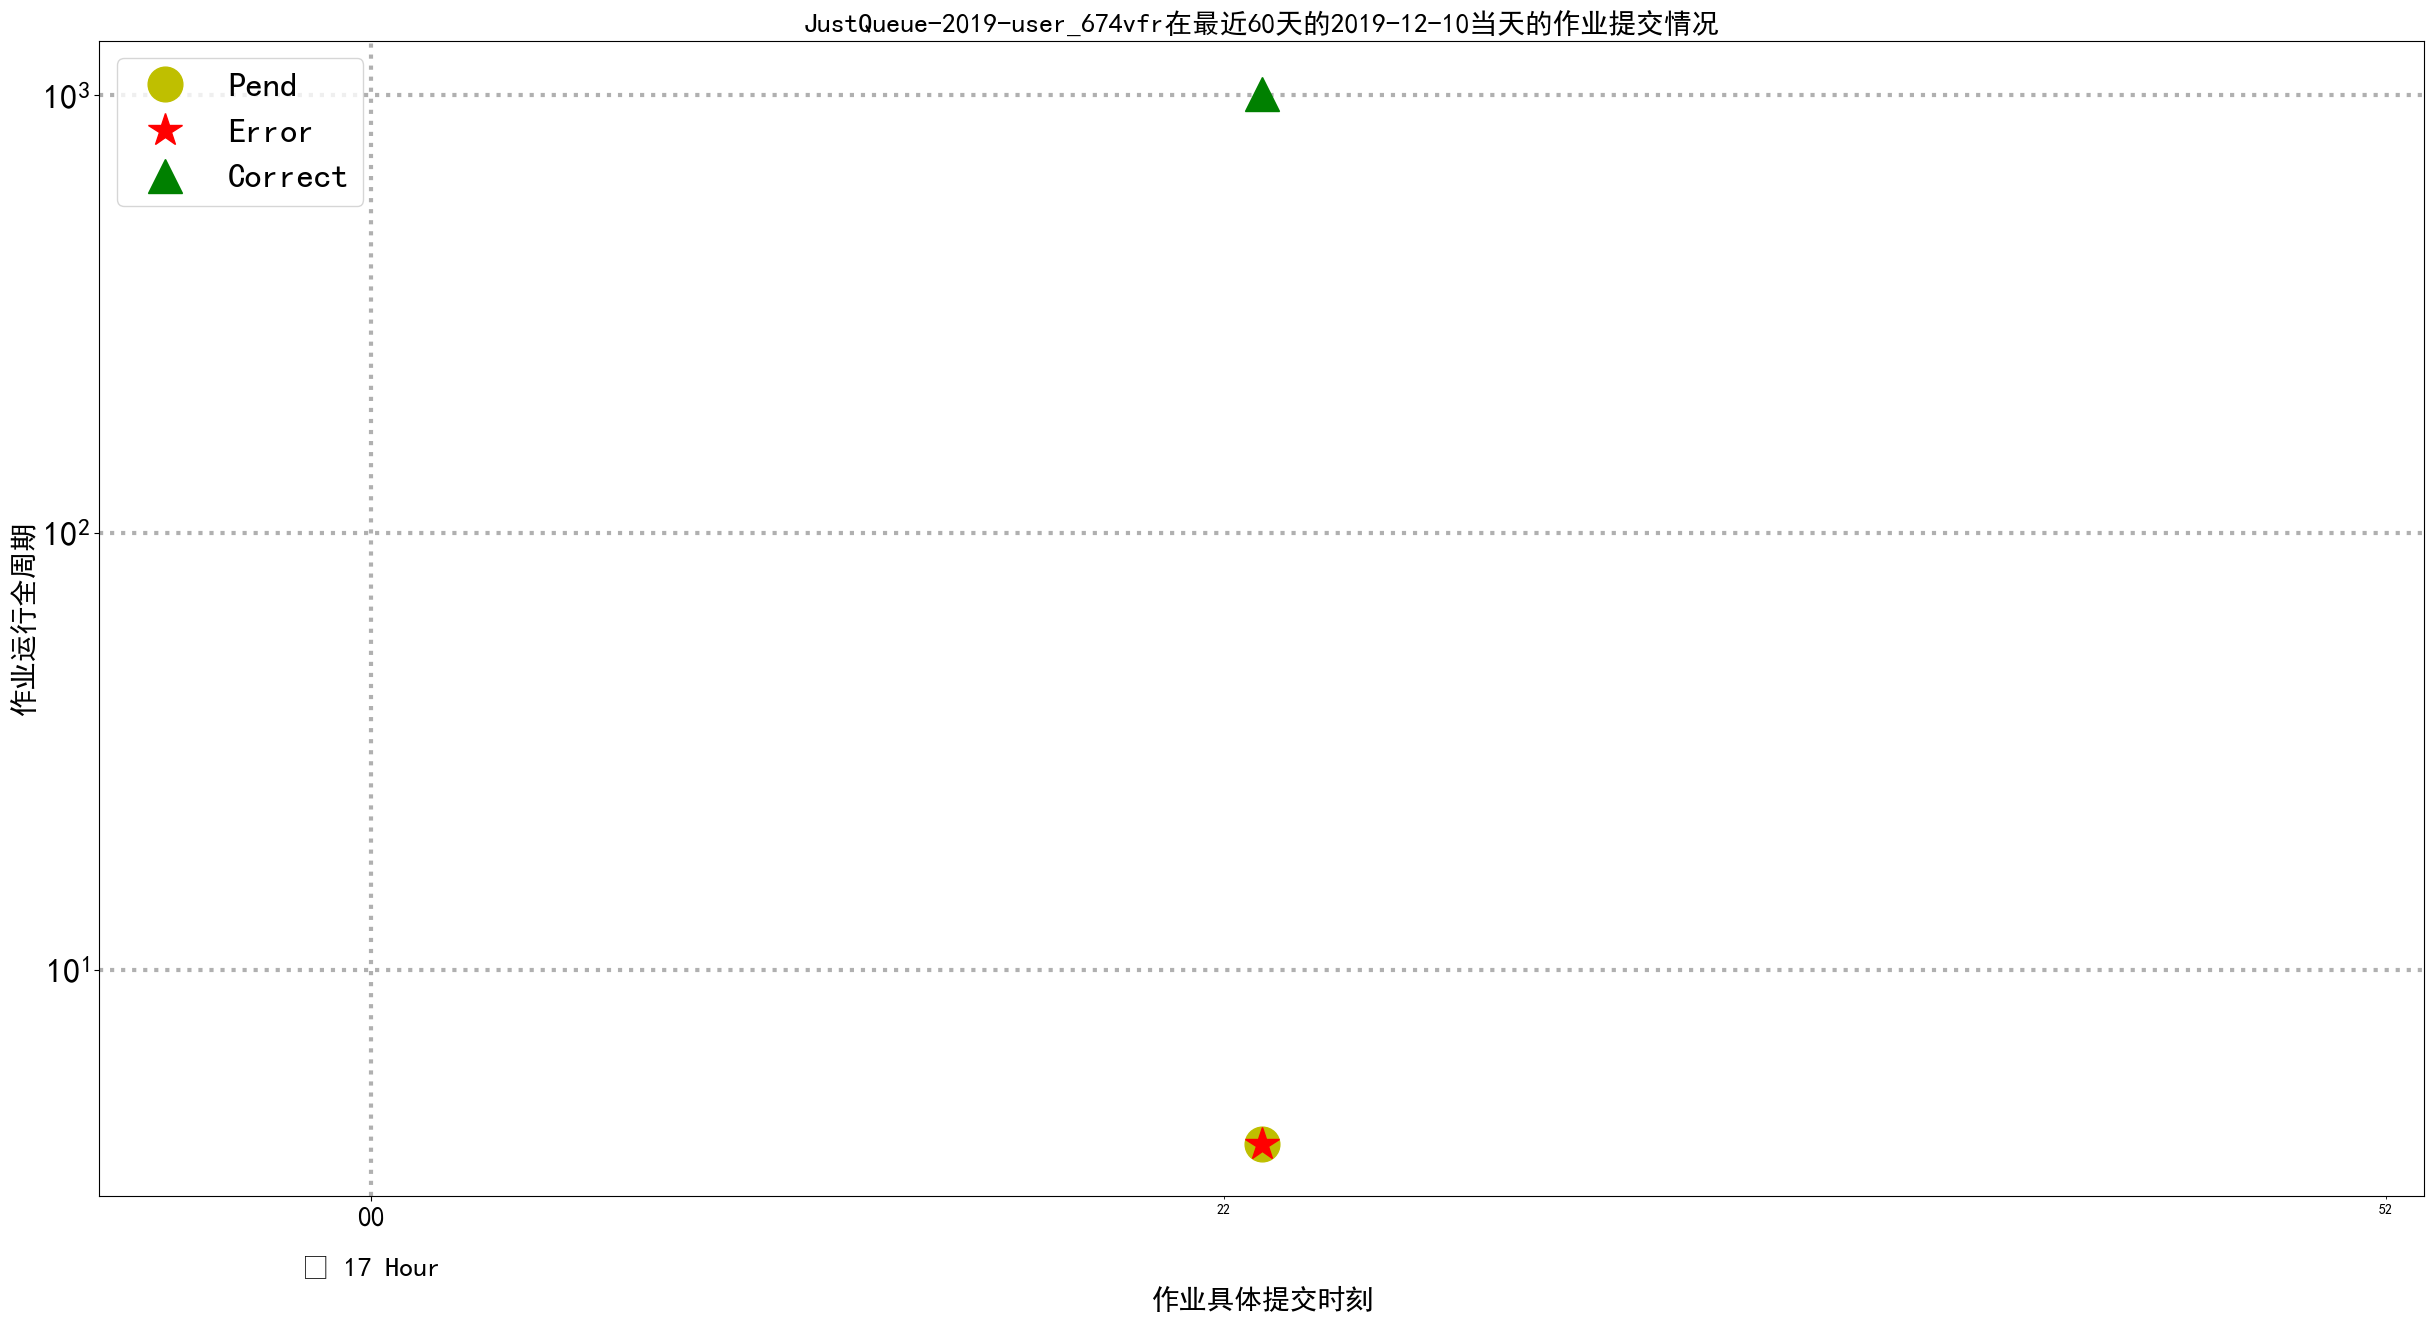 JustQueue-2019-user_674vfr在最近60天的2019-12-10当天的作业提交情况
Pend
Error
Correct
10³
10²
10¹
作业运行全周期
00
22
52
□ 17 Hour
作业具体提交时刻